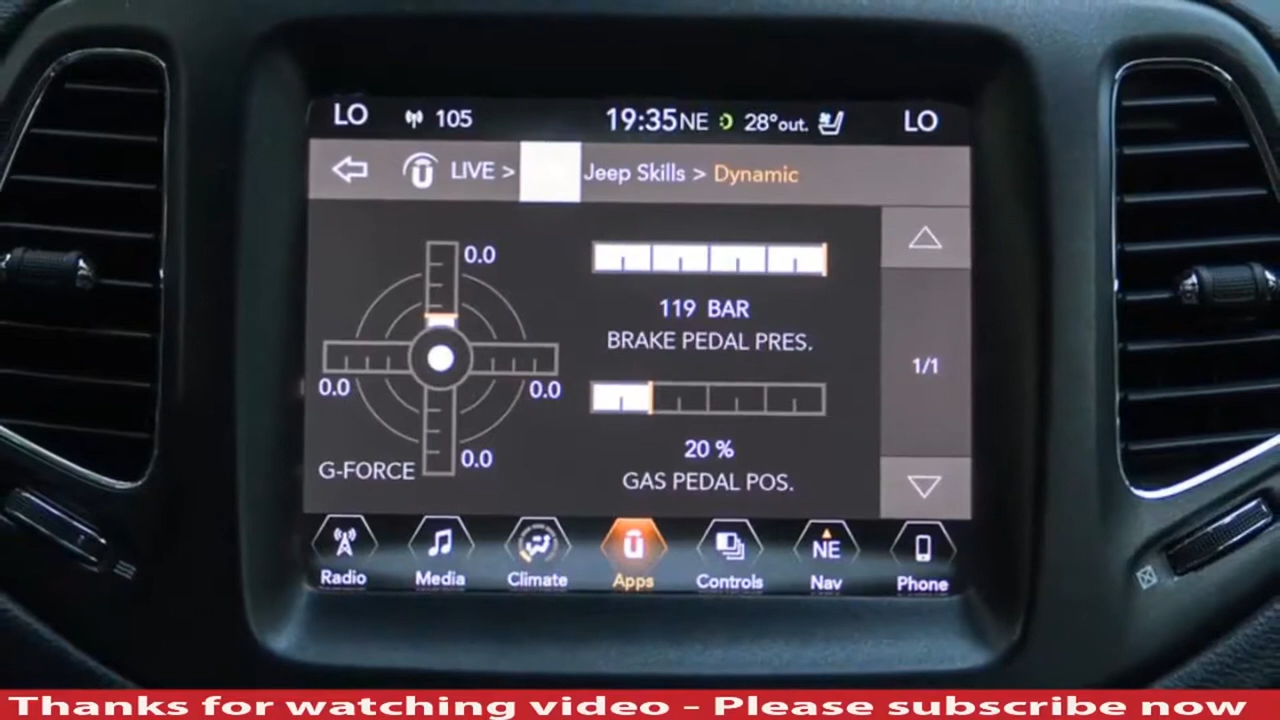 LO 105 19:35 NE 28° out. LO
LIVE > Jeep Skills > Dynamic
0.0
119 BAR
BRAKE PEDAL PRES.
1/1
0.0 0.0
20 %
0.0
G-FORCE
GAS PEDAL POS.
NE
Radio Media Climate Apps Controls Nav Phone
Thanks for watching video - Please subscribe now